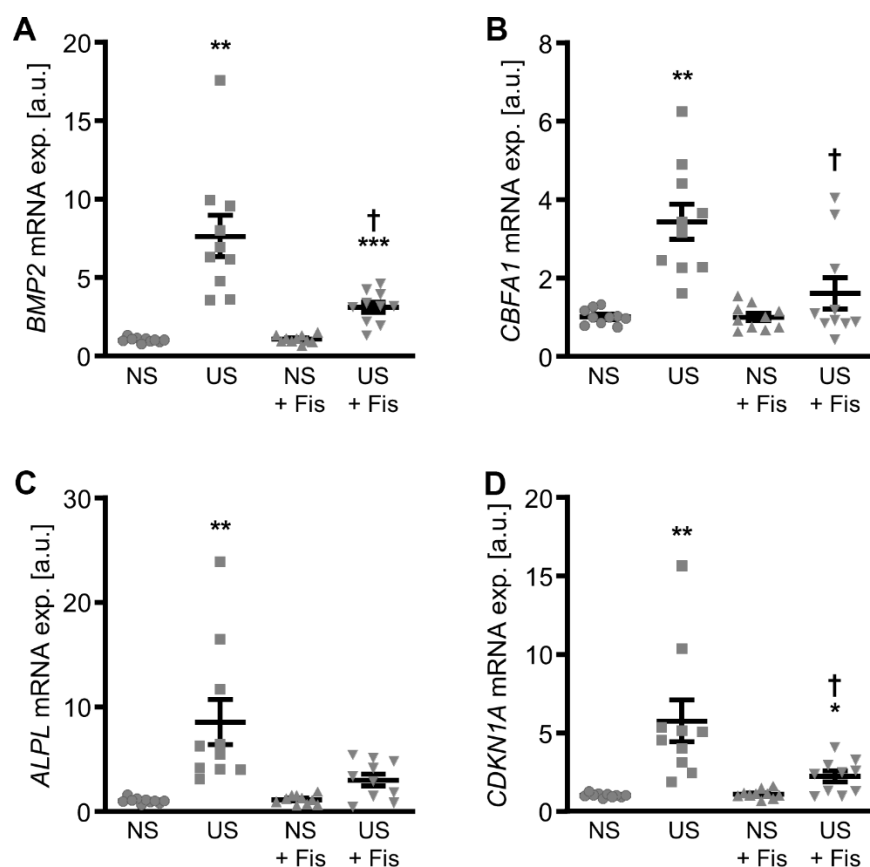 A
BMP2 mRNA exp. [a.u.]
20
15
10
5
0
**
†
***
NS
US
NS
+ Fis
US
+ Fis
B
CBFA1 mRNA exp. [a.u.]
8
6
4
2
0
**
†
NS
US
NS
+ Fis
US
+ Fis
C
ALPL mRNA exp. [a.u.]
30
20
10
0
**
NS
US
NS
+ Fis
US
+ Fis
D
CDKN1A mRNA exp. [a.u.]
20
15
10
5
0
**
†
*
NS
US
NS
+ Fis
US
+ Fis